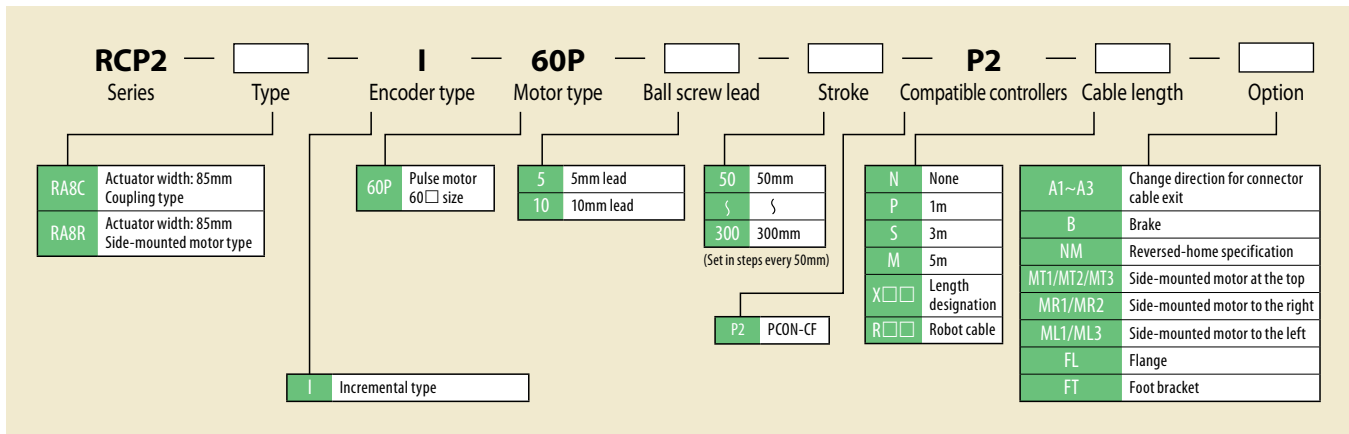 RCP2 — — I — 60P — — — P2 — —
Series Type Encoder type Motor type Ball screw lead Stroke Compatible controllers Cable length Option
RA8C Actuator width: 85mm
Coupling type
RA8R Actuator width: 85mm
Side-mounted motor type
I Incremental type
60P Pulse motor
60□ size
5 5mm lead
10 10mm lead
50 50mm
∫ ∫
300 300mm
(Set in steps every 50mm)
P2 PCON-CF
N None
P 1m
S 3m
M 5m
X□□ Length
designation
R□□ Robot cable
A1~A3 Change direction for connector
cable exit
B Brake
NM Reversed-home specification
MT1/MT2/MT3 Side-mounted motor at the top
MR1/MR2 Side-mounted motor to the right
ML1/ML3 Side-mounted motor to the left
FL Flange
FT Foot bracket